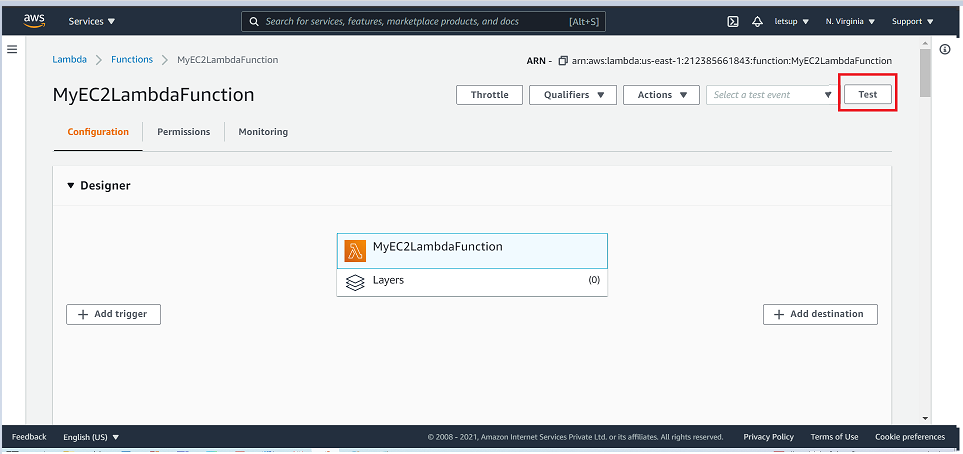 aws Services Search for services, features, marketplace products, and docs [Alt+S] letsup N. Virginia Support
Lambda Functions MyEC2LambdaFunction
ARN - arn:aws:lambda:us-east-1:212385661843:function:MyEC2LambdaFunction
MyEC2LambdaFunction
Throttle Qualifiers Actions Select a test event Test
Configuration Permissions Monitoring
Designer
MyEC2LambdaFunction
Layers (0)
+ Add trigger + Add destination
Feedback English (US) © 2008 - 2021, Amazon Internet Services Private Ltd. or its affiliates. All rights reserved. Privacy Policy Terms of Use Cookie preferences